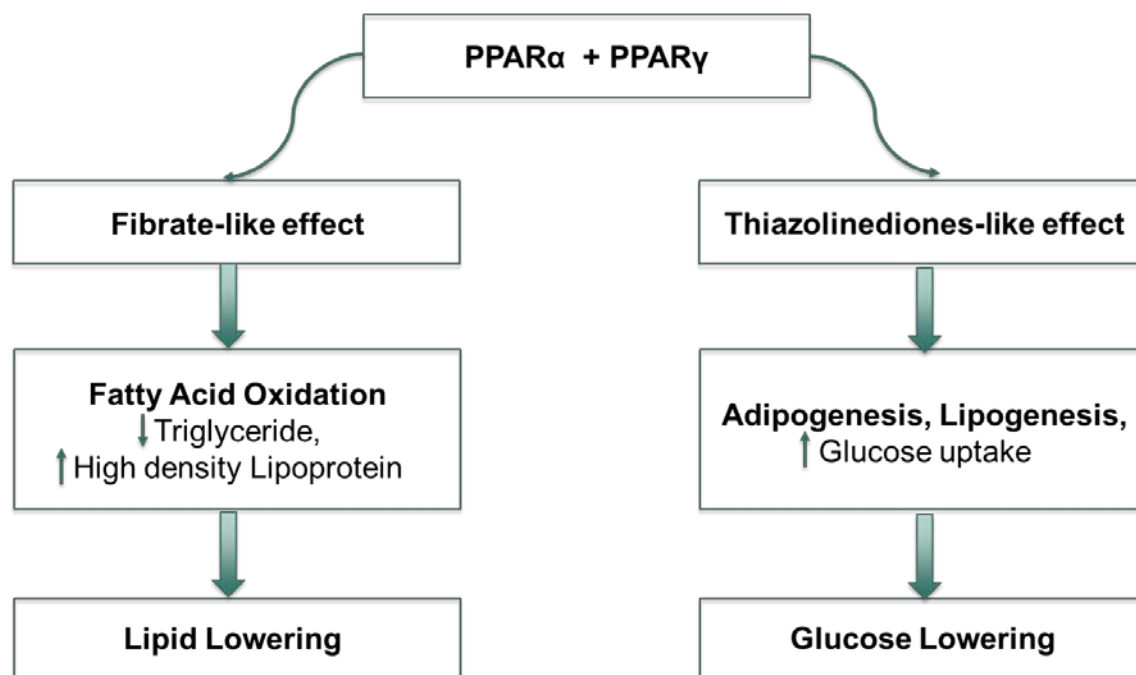 PPARα + PPARγ
Fibrate-like effect
Thiazolinediones-like effect
Fatty Acid Oxidation
↓ Triglyceride,
↑ High density Lipoprotein
Adipogenesis, Lipogenesis,
↑ Glucose uptake
Lipid Lowering
Glucose Lowering